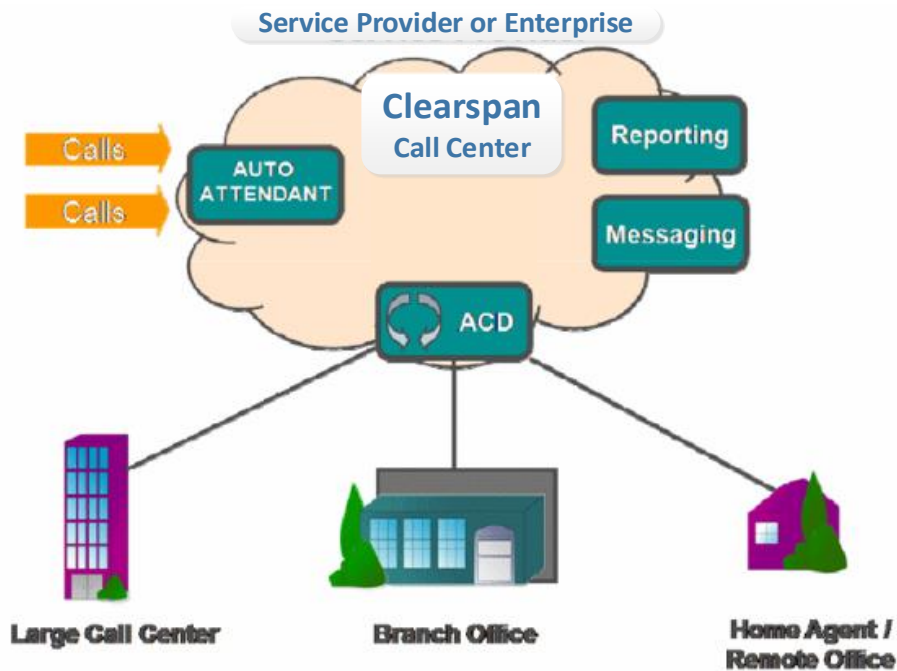 Service Provider or Enterprise
Clearspan
Call Center
Calls
Calls
AUTO
ATTENDANT
Reporting
Messaging
ACD
Large Call Center
Branch Office
Home Agent /
Remote Office